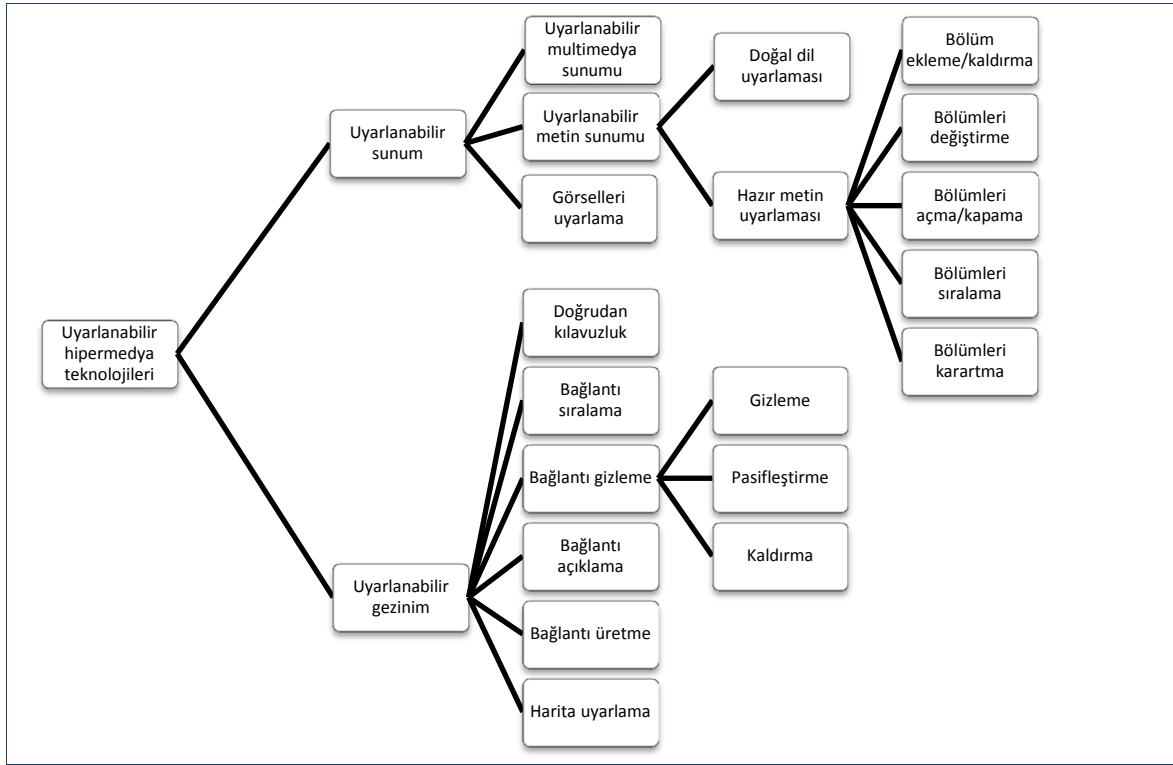 Uyarlanabilir
hipermedya
teknolojileri
Uyarlanabilir
sunum
Uyarlanabilir
multimedya
sunumu
Uyarlanabilir
metin sunumu
Doğal dil
uyarlaması
Hazır metin
uyarlaması
Bölüm
ekleme/kaldırma
Bölümleri
değiştirme
Bölümleri
açma/kapama
Bölümleri
sıralama
Bölümleri
karartma
Görselleri
uyarlama
Uyarlanabilir
gezinim
Doğrudan
kılavuzluk
Bağlantı
sıralama
Bağlantı gizleme
Gizleme
Pasifleştirme
Kaldırma
Bağlantı
açıklama
Bağlantı üretme
Harita uyarlama